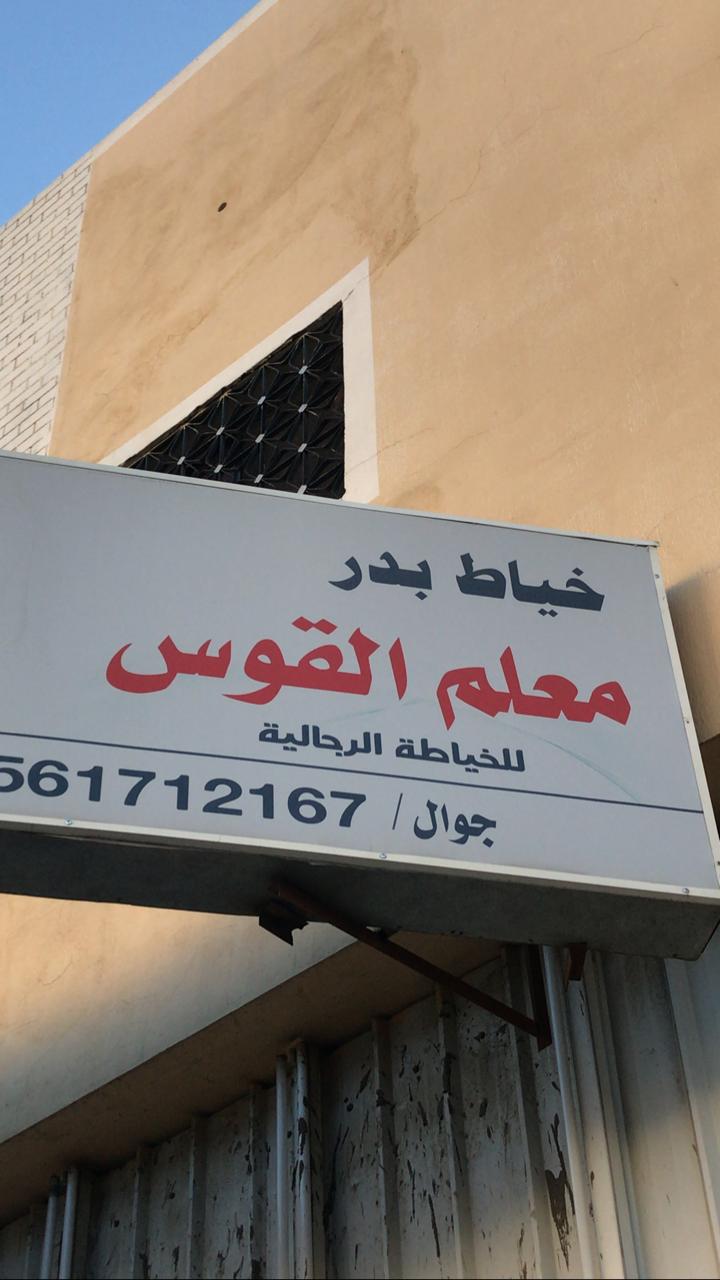 خياط بدر
معلم القوس
للخياطة الرجالية
جوال / 561712167